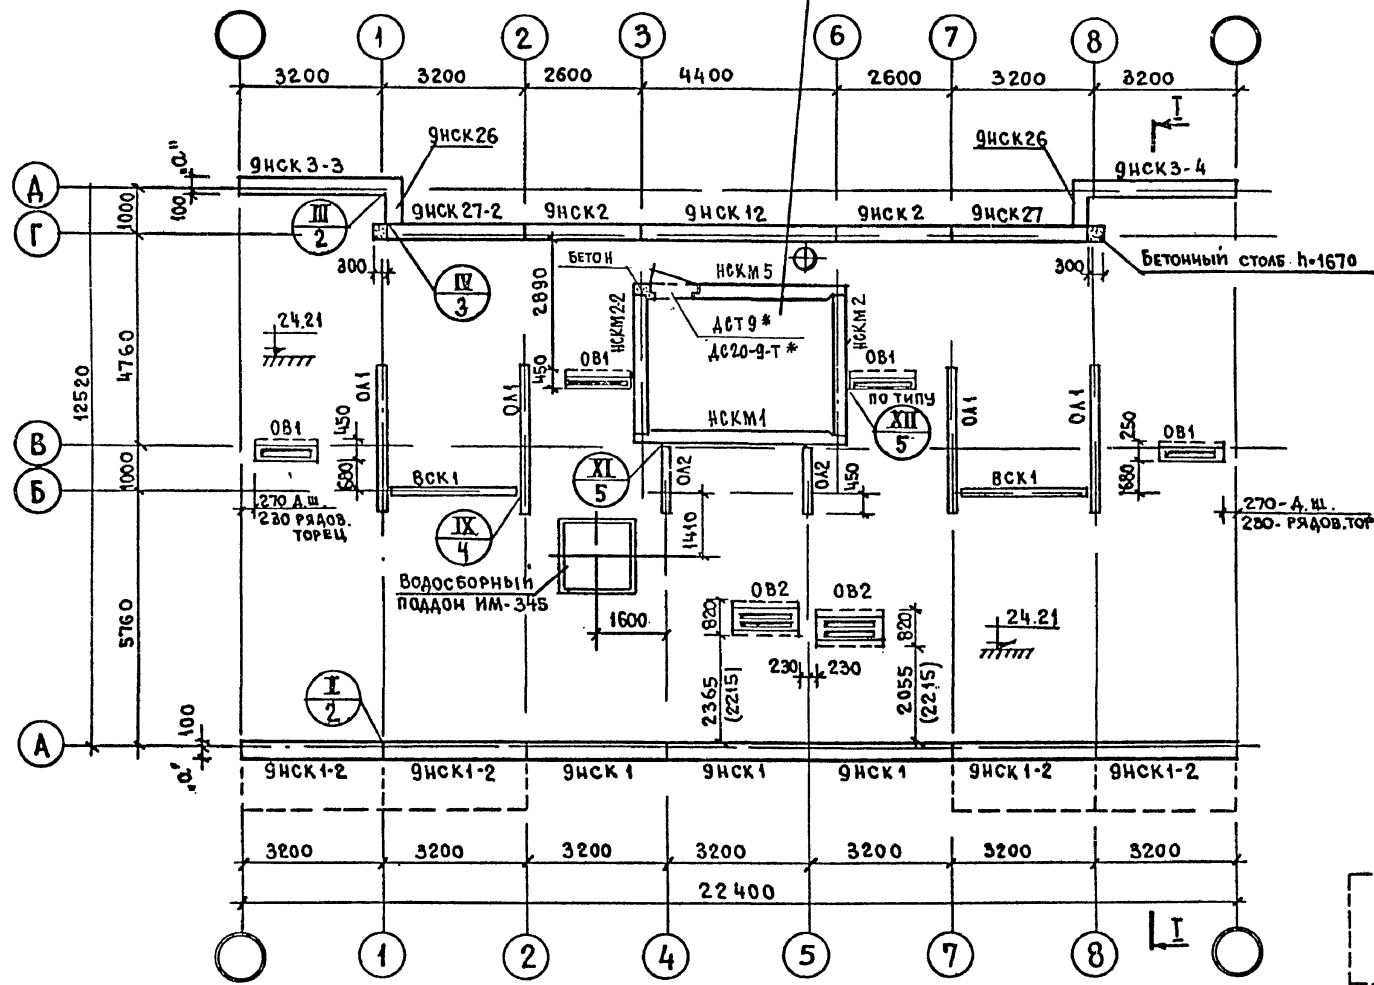 1 2 3 6 7 8
3200 3200 2600 4400 2600 3200 3200
I
9НСК26 9НСК26
"а" 9НСК3-3 9НСК3-4
Д
100 1000
III
2
9НСК27-2 9НСК2 9НСК12 9НСК2 9НСК27
Г
300 300
БЕТОННЫЙ СТОЛБ h=1670
БЕТОН НСКМ5
IV
3
2890
24.21
НСКМ2-2 ДСТ9* НСКМ2
ДС20-9-Т*
12520 4760
ОЛ1 ОЛ1 450 ОВ1 ОВ1 ОЛ1 ОЛ1
ПО ТИПУ
XII
5
НСКМ1
ОВ1 450 250 ОВ1
В
1000 680 680
XI
5
ОЛ2 ОЛ2 450
ВСК1 ВСК1
Б
270 Д.Ш.
230 РЯДОВ.
ТОРЕЦ
270-Д.Ш.
280-РЯДОВ.ТОР
IX
4
1410
ВОДОСБОРНЫЙ
ПОДДОН ИМ-345
ОВ2 ОВ2
5760 820 820
1600
24.21
230 230
2365
(2215)
2055
(2215)
II
2
100
А
"а"
9НСК1-2 9НСК1-2 9НСК1 9НСК1 9НСК1 9НСК1-2 9НСК1-2
3200 3200 3200 3200 3200 3200 3200
22400
I
1 2 4 5 7 8